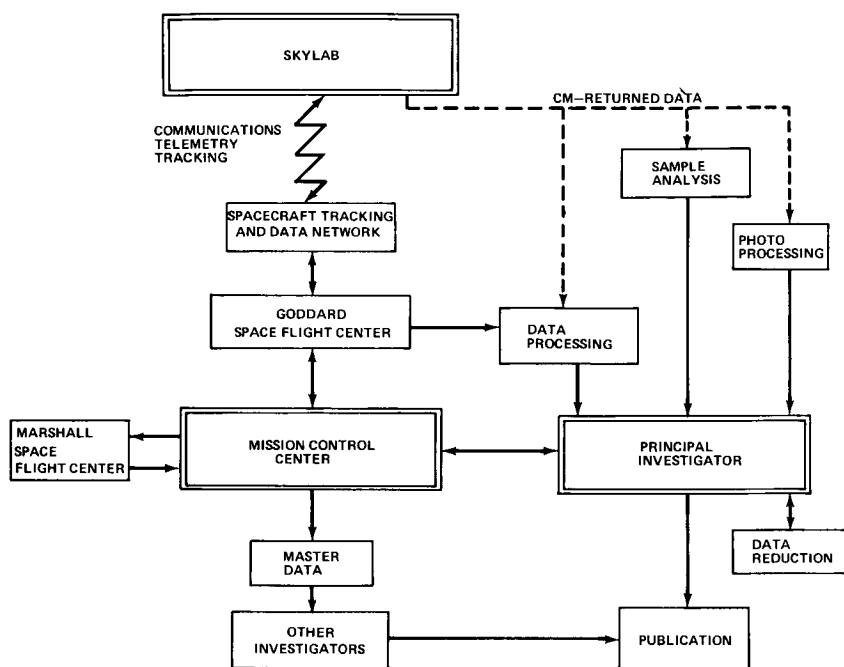 SKYLAB
CM-RETURNED DATA
COMMUNICATIONS
TELEMETRY
TRACKING
SAMPLE
ANALYSIS
SPACECRAFT TRACKING
AND DATA NETWORK
PHOTO
PROCESSING
GODDARD
SPACE FLIGHT CENTER
DATA
PROCESSING
MARSHALL
SPACE
FLIGHT CENTER
MISSION CONTROL
CENTER
PRINCIPAL
INVESTIGATOR
MASTER
DATA
DATA
REDUCTION
OTHER
INVESTIGATORS
PUBLICATION